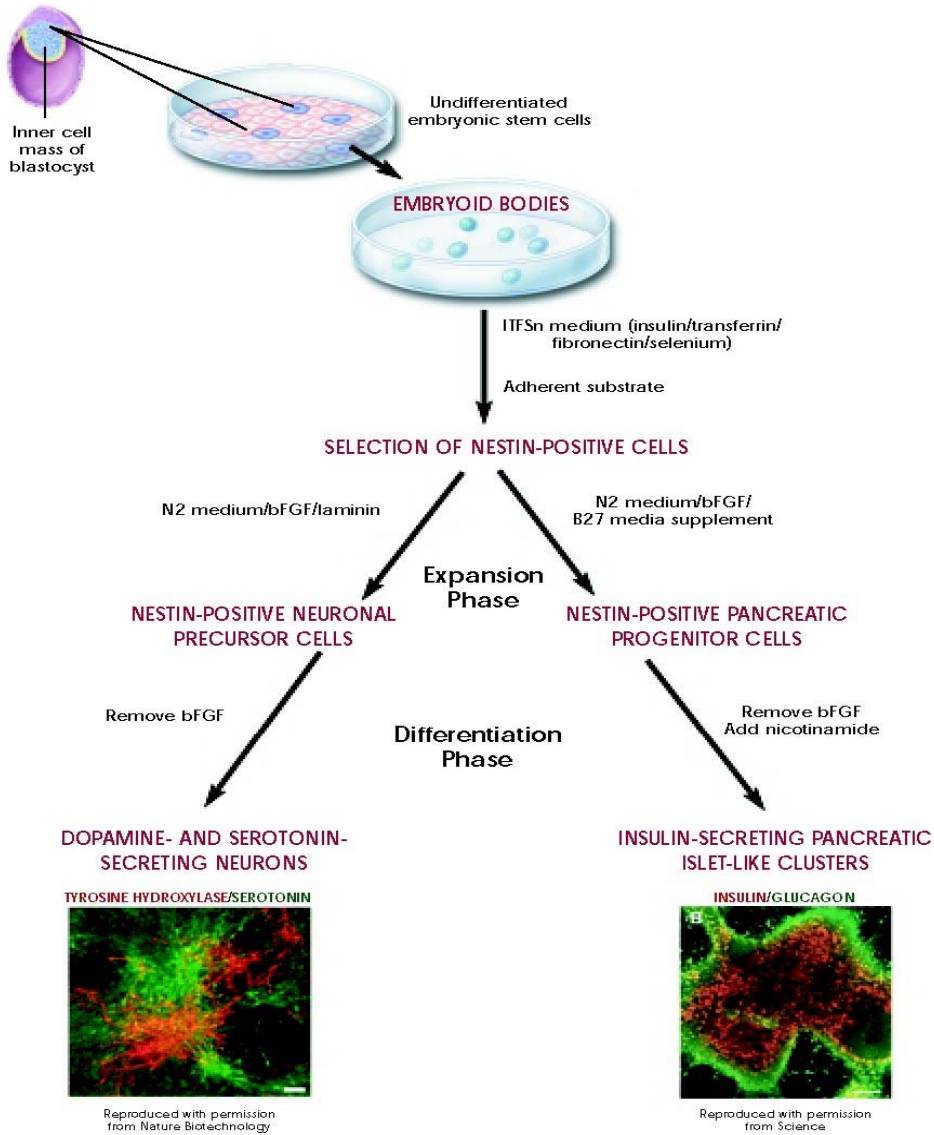 Inner cell
mass of
blastocyst
Undifferentiated
embryonic stem cells
EMBRYOID BODIES
ITFSn medium (insulin/transferrin/
fibronectin/selenium)
Adherent substrate
SELECTION OF NESTIN-POSITIVE CELLS
N2 medium/bFGF/laminin
N2 medium/bFGF/
B27 media supplement
Expansion
Phase
NESTIN-POSITIVE NEURONAL
PRECURSOR CELLS
NESTIN-POSITIVE PANCREATIC
PROGENITOR CELLS
Remove bFGF
Remove bFGF
Add nicotinamide
Differentiation
Phase
DOPAMINE- AND SEROTONIN-
SECRETING NEURONS
INSULIN-SECRETING PANCREATIC
ISLET-LIKE CLUSTERS
TYROSINE HYDROXYLASE/SEROTONIN
INSULIN/GLUCAGON
Reproduced with permission
from Nature Biotechnology
Reproduced with permission
from Science